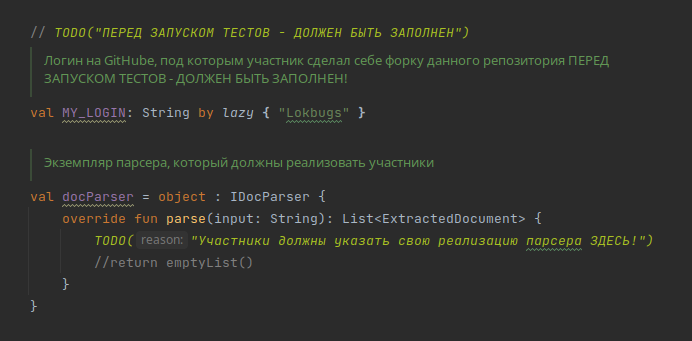 // TODO("ПЕРЕД ЗАПУСКОМ ТЕСТОВ - ДОЛЖЕН БЫТЬ ЗАПОЛНЕН")
Логин на GitHubе, под которым участник сделал себе форку данного репозитория ПЕРЕД
ЗАПУСКОМ ТЕСТОВ - ДОЛЖЕН БЫТЬ ЗАПОЛНЕН!
val MY_LOGIN: String by lazy { "Lokbugs" }
Экземпляр парсера, который должны реализовать участники
val docParser = object : IDocParser {
override fun parse(input: String): List<ExtractedDocument> {
TODO( reason: "Участники должны указать свою реализацию парсера ЗДЕСЬ!")
//return emptyList()
}
}